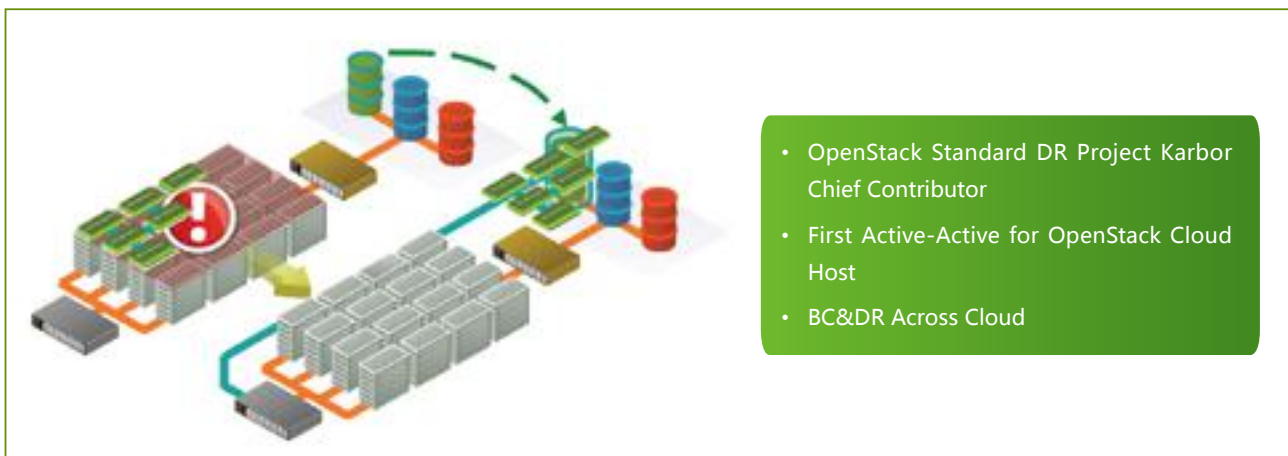 • OpenStack Standard DR Project Karbor
Chief Contributor
• First Active-Active for OpenStack Cloud
Host
• BC&DR Across Cloud